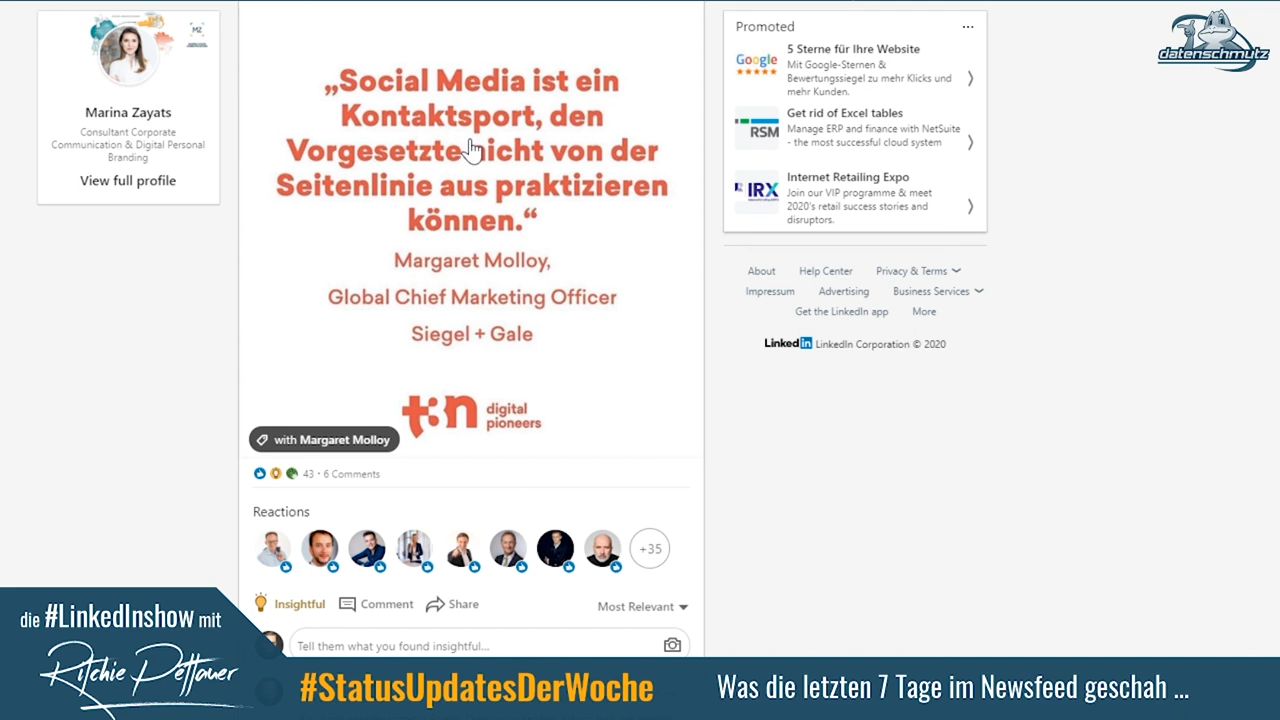 MZ
Marina Zayats
Consultant Corporate
Communication & Digital Personal
Branding
View full profile
„Social Media ist ein
Kontaktsport, den
Vorgesetzte nicht von der
Seitenlinie aus praktizieren
können.“
Margaret Molloy,
Global Chief Marketing Officer
Siegel + Gale
t3n digital
pioneers
with Margaret Molloy
43 · 6 Comments
Reactions
+35
Insightful
Comment
Share
Most Relevant
Tell them what you found insightful...
Promoted
...
Google
5 Sterne für Ihre Website
Mit Google-Sternen &
Bewertungssiegel zu mehr Klicks und
mehr Kunden.
RSM
Get rid of Excel tables
Manage ERP and finance with NetSuite
- the most successful cloud system
IRX
Internet Retailing Expo
Join our VIP programme & meet
2020's retail success stories and
disruptors.
About Help Center Privacy & Terms
Impressum Advertising Business Services
Get the LinkedIn app More
LinkedIn LinkedIn Corporation © 2020
datenschmutz
die #LinkedInshow mit
Ritchie Pettauer
#StatusUpdatesDerWoche
Was die letzten 7 Tage im Newsfeed geschah ...